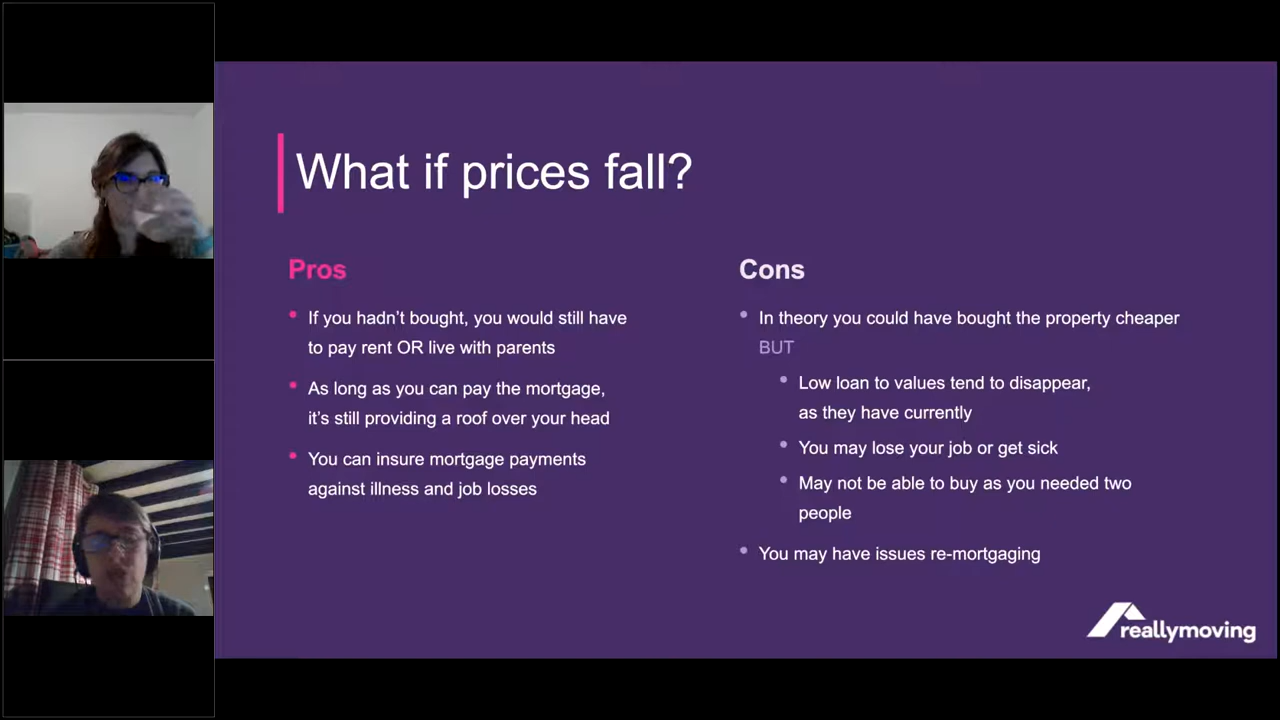 What if prices fall?
Pros
If you hadn’t bought, you would still have
to pay rent OR live with parents
As long as you can pay the mortgage,
it’s still providing a roof over your head
You can insure mortgage payments
against illness and job losses
Cons
In theory you could have bought the property cheaper
BUT
Low loan to values tend to disappear,
as they have currently
You may lose your job or get sick
May not be able to buy as you needed two
people
You may have issues re-mortgaging
reallymoving